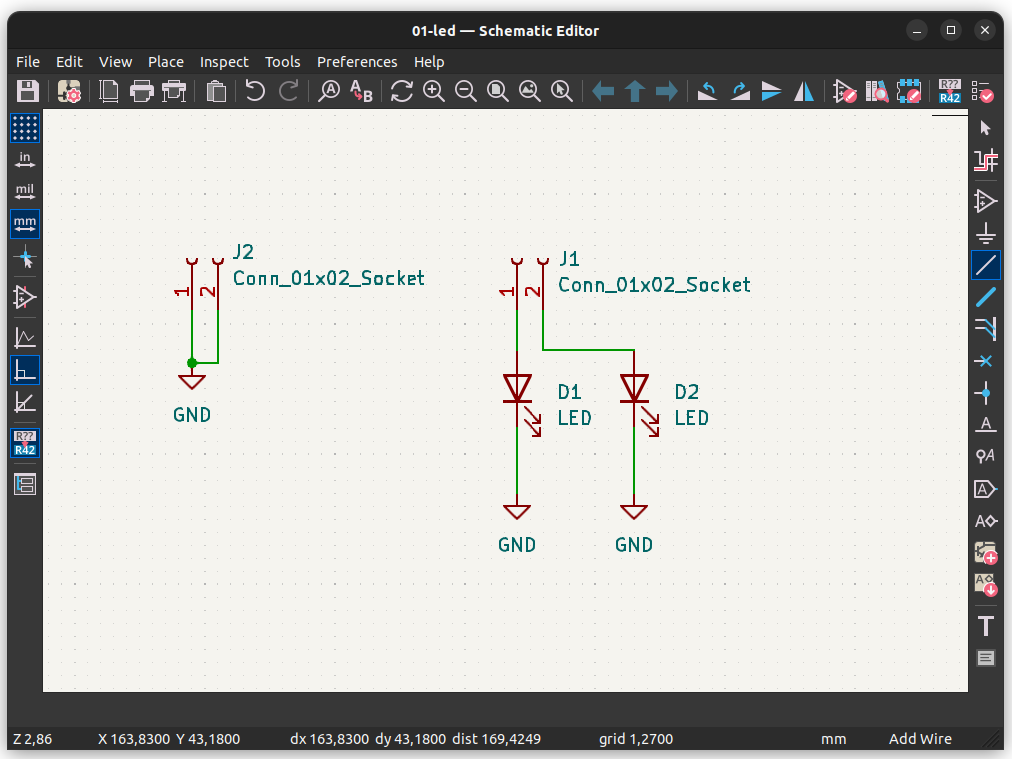 01-led — Schematic Editor
File Edit View Place Inspect Tools Preferences Help
A A B R?? R42
in
mil
mm
R??
R42
J2
Conn_01x02_Socket
1 2
GND
J1
Conn_01x02_Socket
1 2
D1
LED
D2
LED
GND GND
A
A
A
A
A
T
Z 2,86 X 163,8300 Y 43,1800 dx 163,8300 dy 43,1800 dist 169,4249 grid 1,2700 mm Add Wire